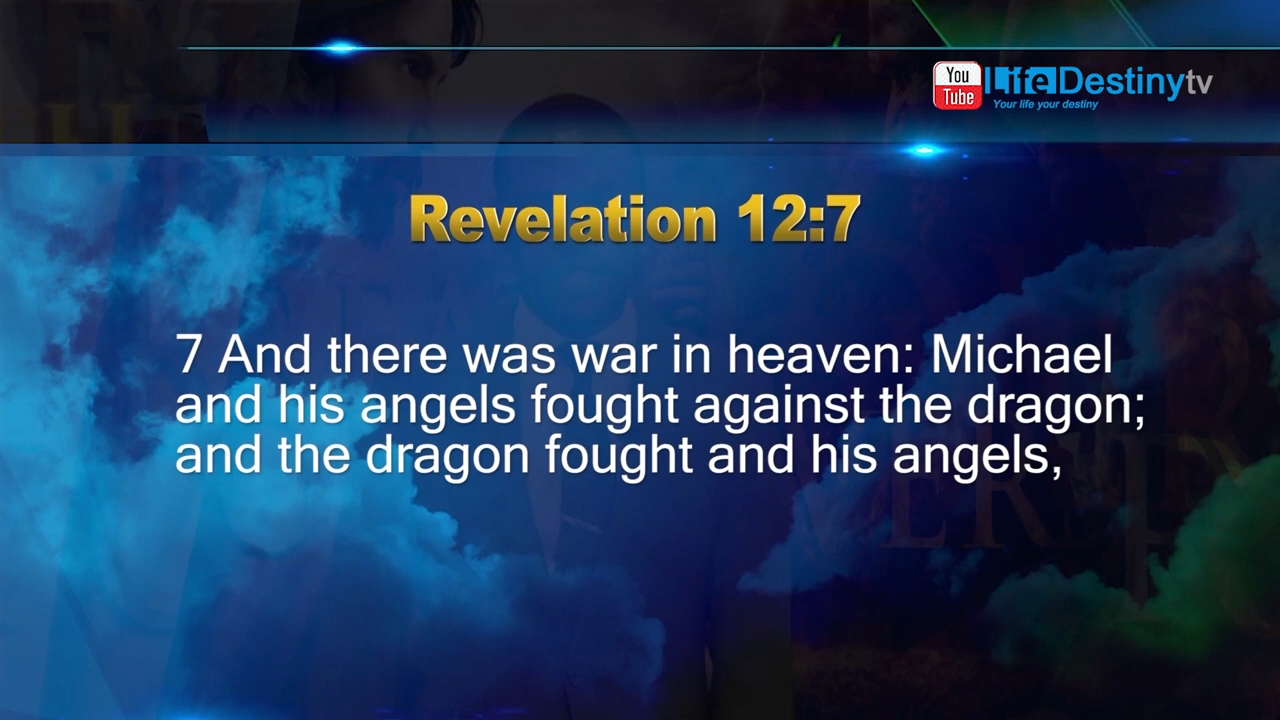 You
Tube
LifeDestinytv
Your life your destiny
Revelation 12:7
7 And there was war in heaven: Michael
and his angels fought against the dragon;
and the dragon fought and his angels,